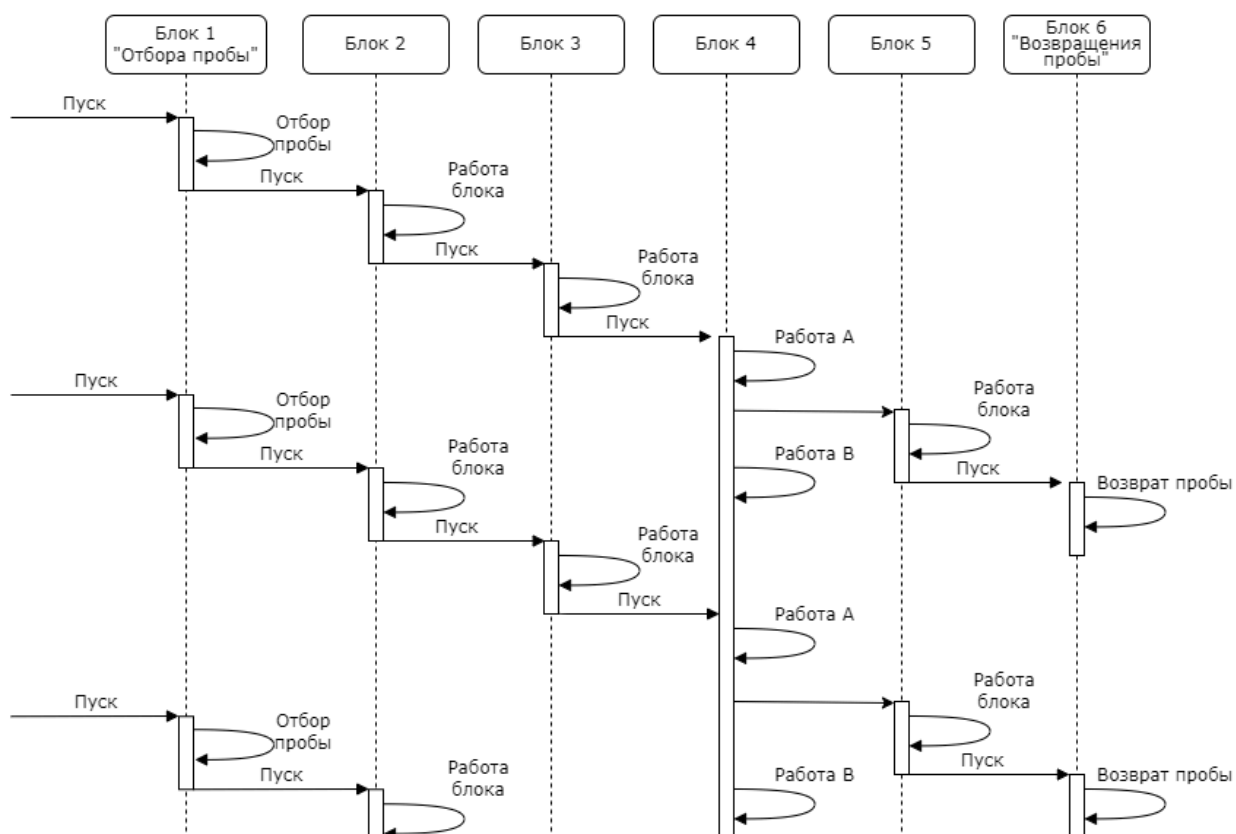 Блок 1
"Отбора пробы"
Блок 2
Блок 3
Блок 4
Блок 5
Блок 6
"Возвращения
пробы"
Пуск
Отбор
пробы
Пуск
Работа
блока
Пуск
Работа
блока
Пуск
Работа А
Пуск
Отбор
пробы
Работа
блока
Пуск
Работа
блока
Работа В
Пуск
Возврат пробы
Пуск
Работа
блока
Пуск
Работа А
Пуск
Отбор
пробы
Работа
блока
Пуск
Работа
блока
Пуск
Работа В
Возврат пробы